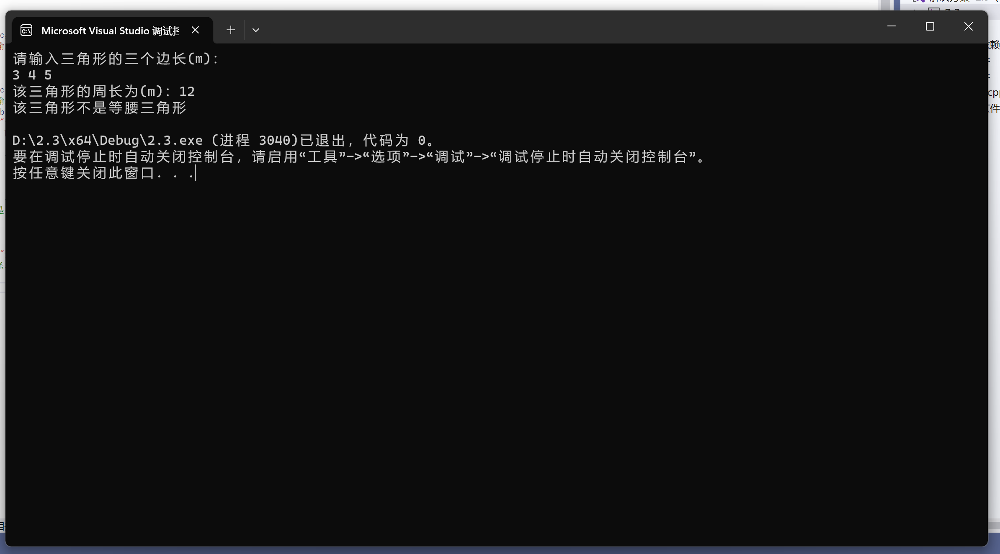 Microsoft Visual Studio 调试
请输入三角形的三个边长(m):
3 4 5
该三角形的周长为(m): 12
该三角形不是等腰三角形
D:\2.3\x64\Debug\2.3.exe (进程 3040)已退出，代码为 0。
要在调试停止时自动关闭控制台，请启用“工具”->“选项”->“调试”->“调试停止时自动关闭控制台”。
按任意键关闭此窗口. . .
赖
cpp
件